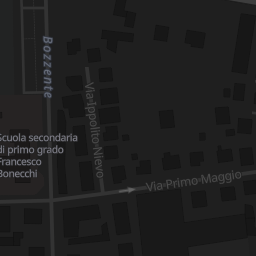 Bozzente
Via Ippolito Nievo
Scuola secondaria
di primo grado
Francesco
Bonecchi
Via Primo Maggio